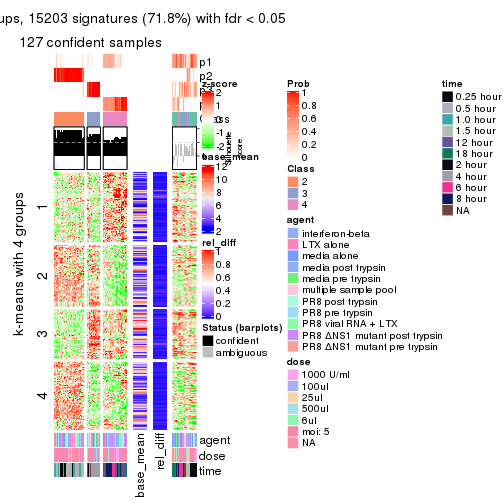 ups, 15203 signatures (71.8%) with fdr < 0.05
127 confident samples
p1
p2
z-score
2
1
0
-1
-2
Silhouette
score
base_mean
12
10
8
6
4
2
rel_diff
1
0.8
0.6
0.4
0.2
0
Status (barplots)
confident
ambiguous
k-means with 4 groups
1
2
3
4
base_mean
rel_diff
agent
dose
time
Prob
1
0.8
0.6
0.4
0.2
0
Class
2
3
4
agent
interferon-beta
LTX alone
media alone
media post trypsin
media pre trypsin
multiple sample pool
PR8 post trypsin
PR8 pre trypsin
PR8 viral RNA + LTX
PR8 ΔNS1 mutant post trypsin
PR8 ΔNS1 mutant pre trypsin
dose
1000 U/ml
100ul
25ul
500ul
6ul
moi: 5
NA
time
0.25 hour
0.5 hour
1.0 hour
1.5 hour
12 hour
18 hour
2 hour
4 hour
6 hour
8 hour
NA